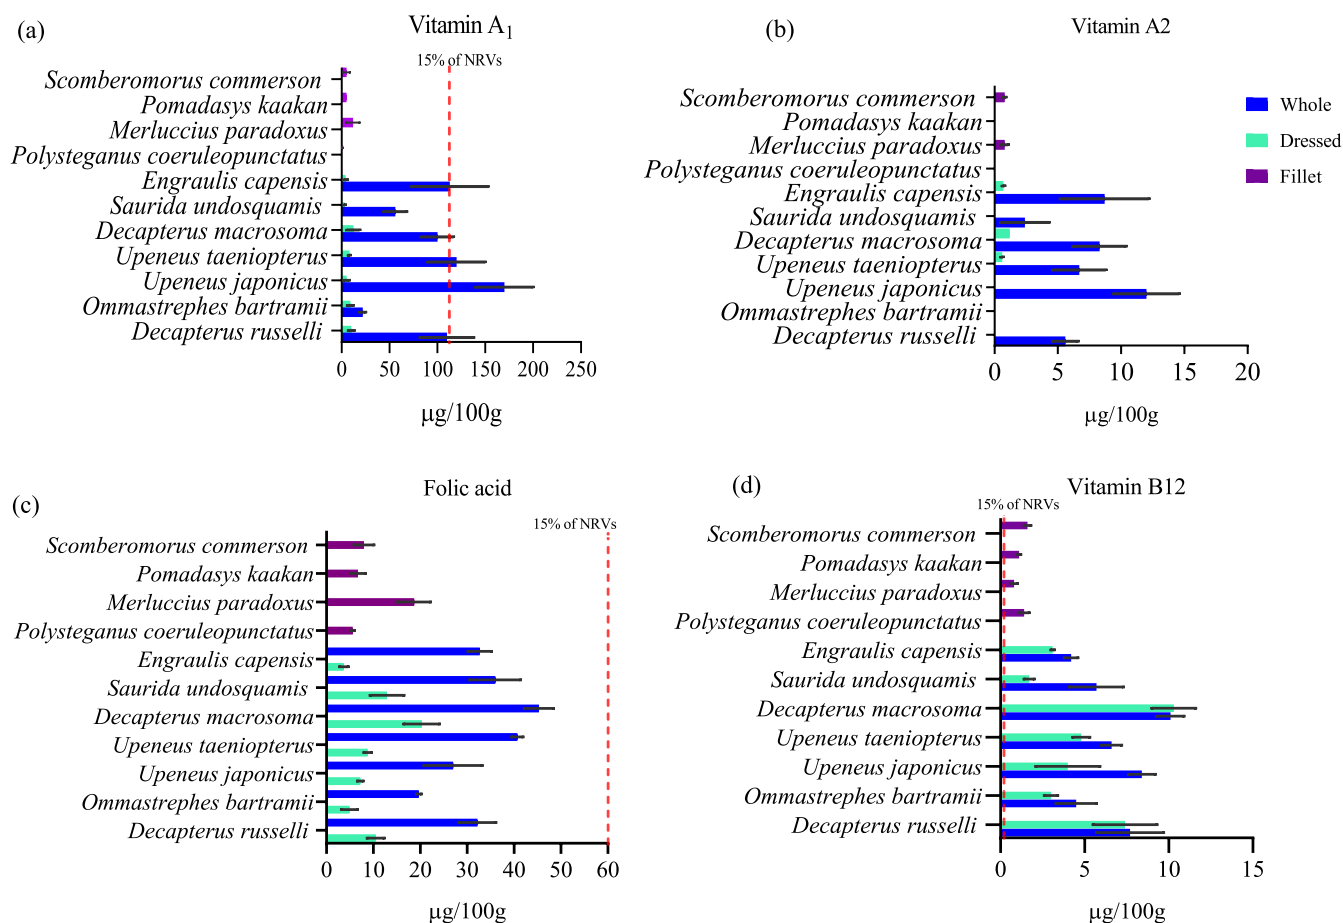 (a)
Vitamin A1
15% of NRVs
Scomberomorus commerson
Pomadasys kaakan
Merluccius paradoxus
Polysteganus coeruleopunctatus
Engraulis capensis
Saurida undosquamis
Decapterus macrosoma
Upeneus taeniopterus
Upeneus japonicus
Ommastrephes bartramii
Decapterus russelli
0 50 100 150 200 250
μg/100g
(b)
Vitamin A2
Scomberomorus commerson
Pomadasys kaakan
Merluccius paradoxus
Polysteganus coeruleopunctatus
Engraulis capensis
Saurida undosquamis
Decapterus macrosoma
Upeneus taeniopterus
Upeneus japonicus
Ommastrephes bartramii
Decapterus russelli
0 5 10 15 20
μg/100g
Whole
Dressed
Fillet
(c)
Folic acid
15% of NRVs
Scomberomorus commerson
Pomadasys kaakan
Merluccius paradoxus
Polysteganus coeruleopunctatus
Engraulis capensis
Saurida undosquamis
Decapterus macrosoma
Upeneus taeniopterus
Upeneus japonicus
Ommastrephes bartramii
Decapterus russelli
0 10 20 30 40 50 60
μg/100g
(d)
Vitamin B12
15% of NRVs
Scomberomorus commerson
Pomadasys kaakan
Merluccius paradoxus
Polysteganus coeruleopunctatus
Engraulis capensis
Saurida undosquamis
Decapterus macrosoma
Upeneus taeniopterus
Upeneus japonicus
Ommastrephes bartramii
Decapterus russelli
0 5 10 15
μg/100g